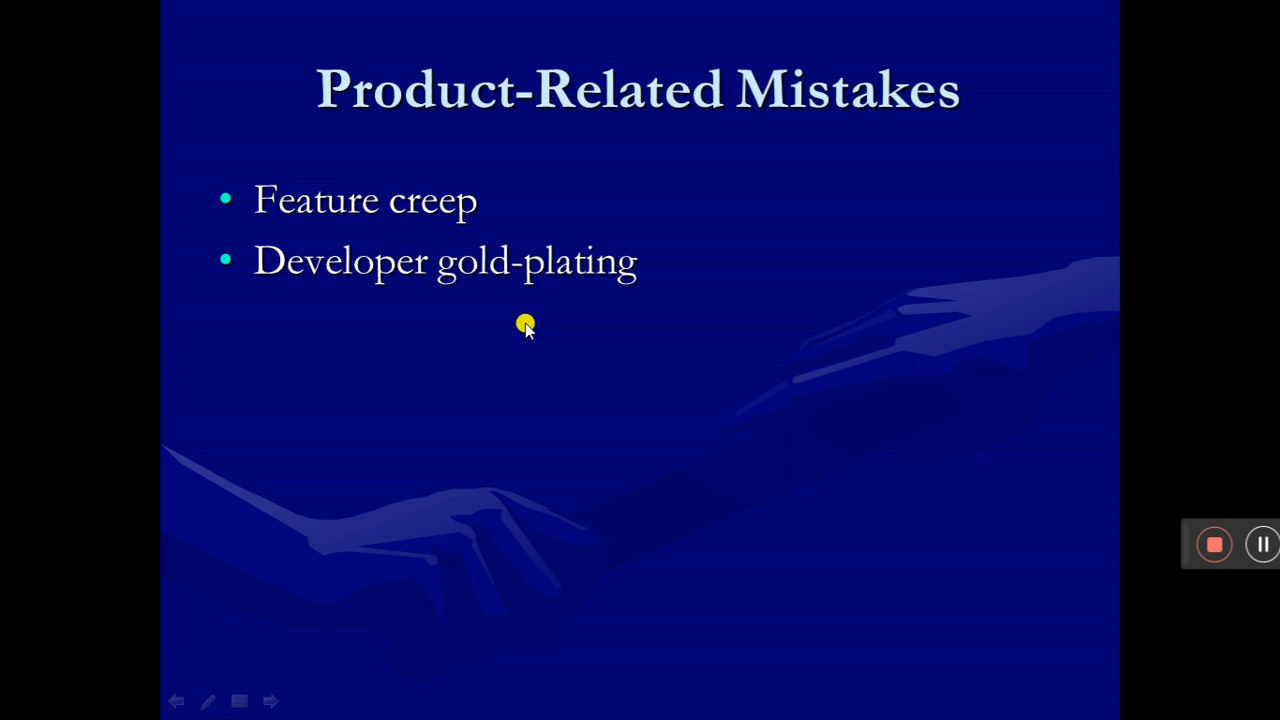 Product-Related Mistakes
• Feature creep
• Developer gold-plating